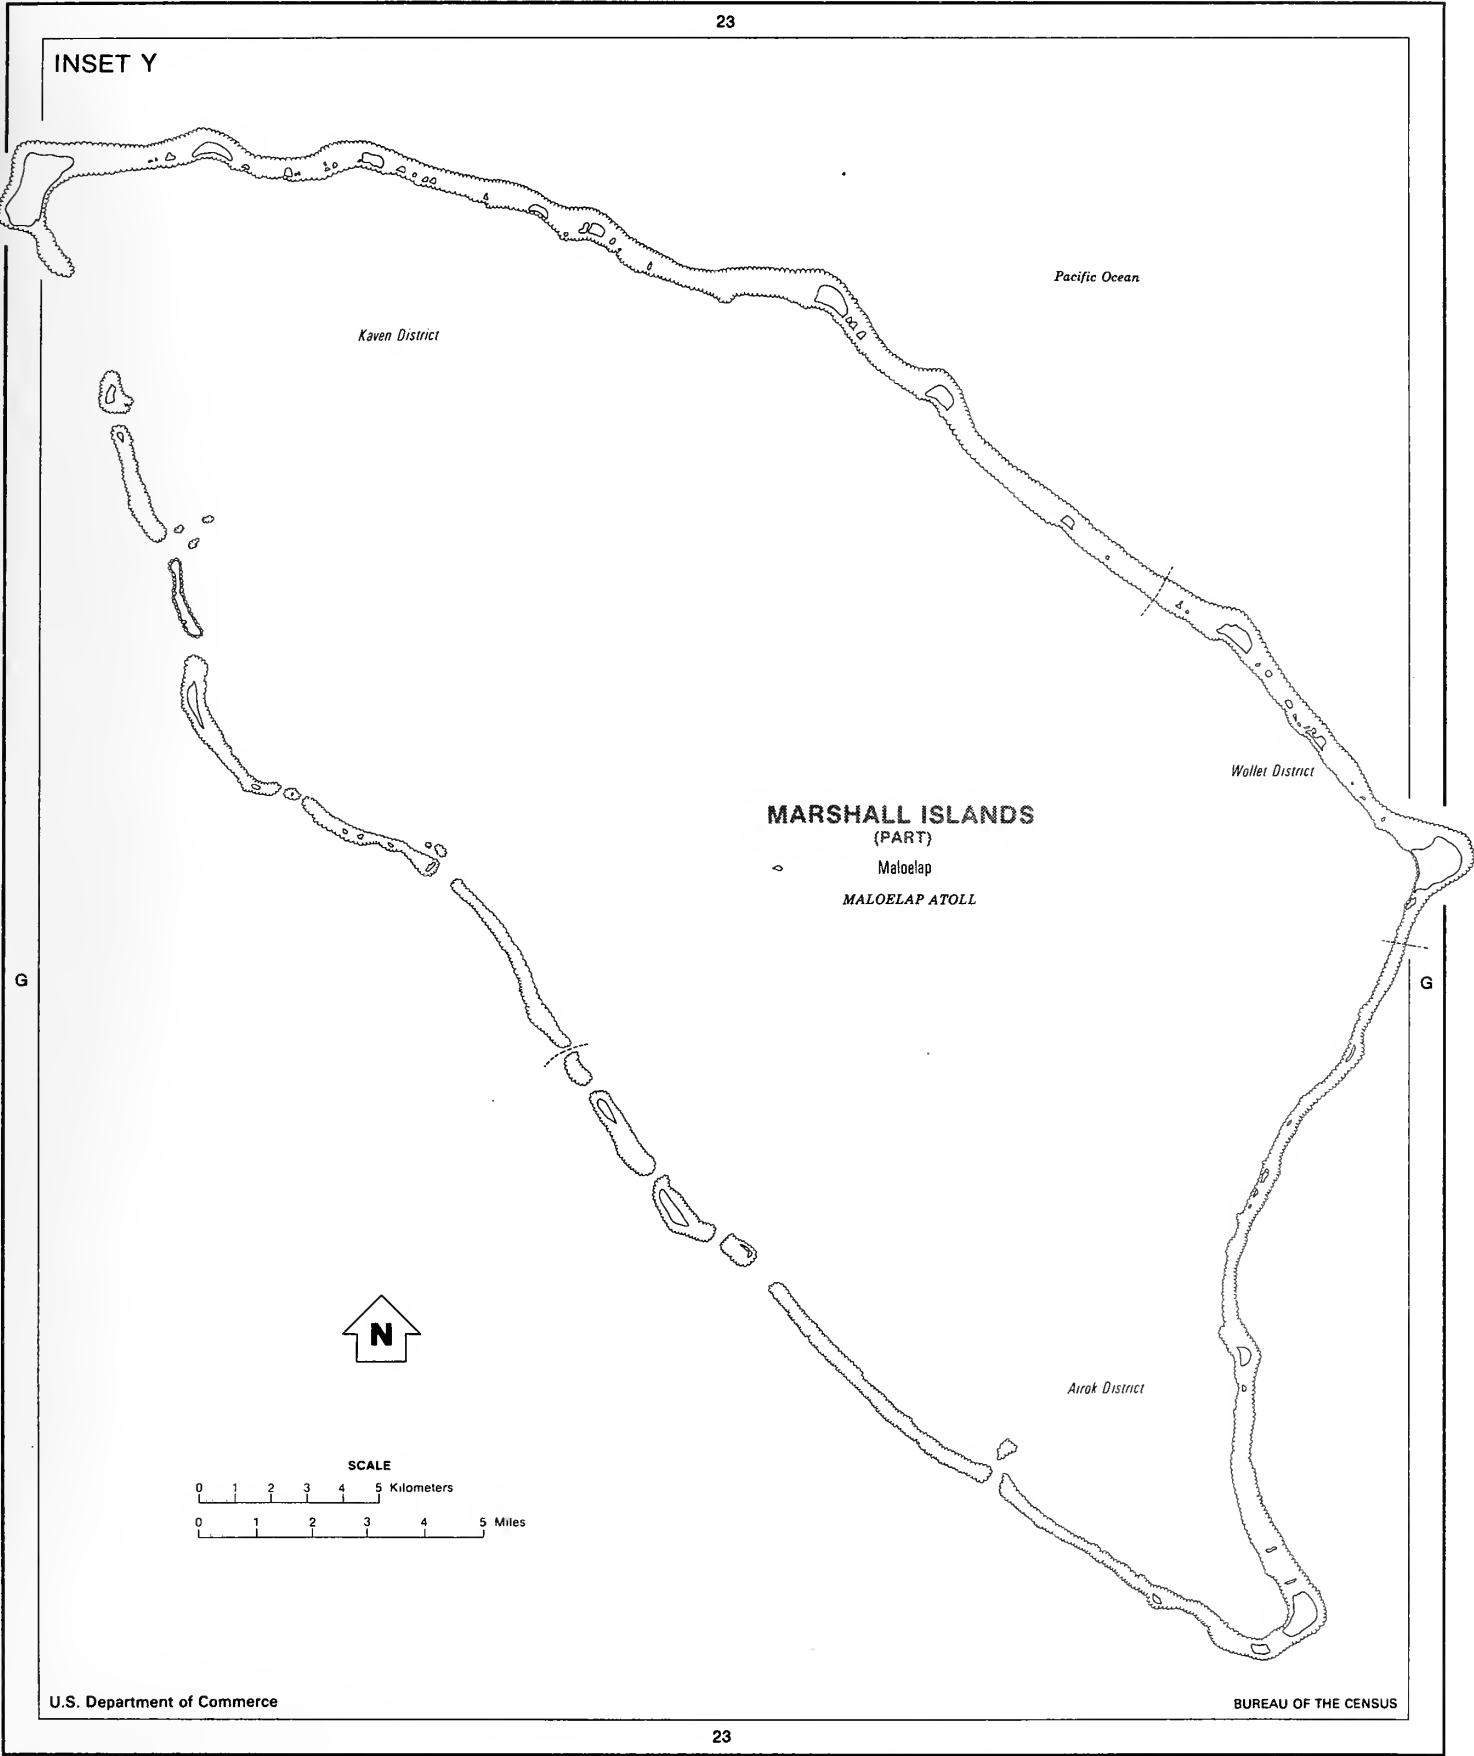 23
INSET Y
Pacific Ocean
Kaven District
Wollet District
MARSHALL ISLANDS
(PART)
Maloelap
MALOELAP ATOLL
G
G
N
Airok District
SCALE
0 1 2 3 4 5 Kilometers
0 1 2 3 4 5 Miles
U.S. Department of Commerce
BUREAU OF THE CENSUS
23